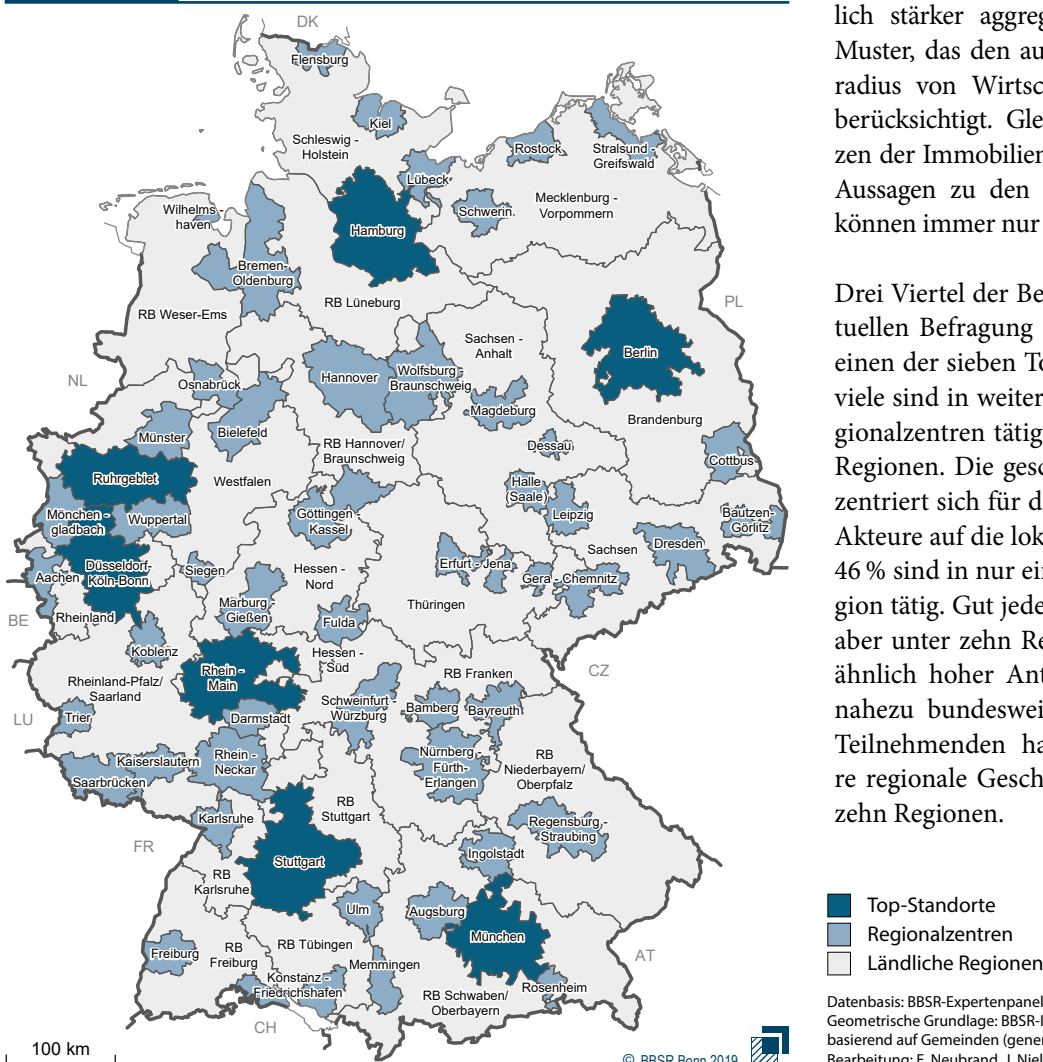 DK
Flensburg
Kiel
Schleswig -
Holstein
Rostock
Stralsund -
Greifswald
Lübeck
Mecklenburg -
Vorpommern
Schwerin
Wilhelms -
haven
Hamburg
Bremen-
Oldenburg
RB Lüneburg
RB Weser-Ems
PL
Sachsen -
Anhalt
Berlin
NL
Osnabrück
Hannover
Wolfsburg -
Braunschweig
Magdeburg
Brandenburg
Münster
Bielefeld
RB Hannover/
Braunschweig
Dessau
Cottbus
Ruhrgebiet
Westfalen
Halle
(Saale)
Leipzig
Mönchen -
gladbach
Wuppertal
Göttingen -
Kassel
Bautzen-
Görlitz
Dresden
Sachsen
Düsseldorf-
Köln-Bonn
Aachen
Siegen
Hessen -
Nord
Erfurt - Jena
Gera - Chemnitz
BE
Rheinland
Marburg -
Gießen
Thüringen
Fulda
Koblenz
Hessen -
Süd
CZ
Rhein -
Main
RB Franken
Rheinland-Pfalz/
Saarland
LU
Trier
Darmstadt
Schweinfurt -
Würzburg
Bamberg
Bayreuth
Kaiserslautern
Saarbrücken
Rhein -
Neckar
Nürnberg -
Fürth-
Erlangen
RB
Niederbayern/
Oberpfalz
RB
Stuttgart
Karlsruhe
Regensburg -
Straubing
FR
Stuttgart
Ingolstadt
RB
Karlsruhe
Ulm
Augsburg
München
Freiburg
RB
Freiburg
RB Tübingen
Memmingen
AT
Konstanz -
Friedrichshafen
RB Schwaben/
Oberbayern
Rosenheim
CH
100 km
© BBSR Bonn 2019
lich stärker aggreg
Muster, das den au
radius von Wirtsc
berücksichtigt. Gle
zen der Immobilien
Aussagen zu den
können immer nur
Drei Viertel der Be
tuellen Befragung
einen der sieben To
viele sind in weiter
gionalzentren tätig
Regionen. Die gesc
zentriert sich für d
Akteure auf die lok
46 % sind in nur ein
gion tätig. Gut jede
aber unter zehn Re
ähnlich hoher Ant
nahezu bundeswei
Teilnehmenden ha
re regionale Geschä
zehn Regionen.
Top-Standorte
Regionalzentren
Ländliche Regionen
Datenbasis: BBSR-Expertenpanel
Geometrische Grundlage: BBSR-I
basierend auf Gemeinden (gener
Bearbeitung: F. Neubrand, J. Niel